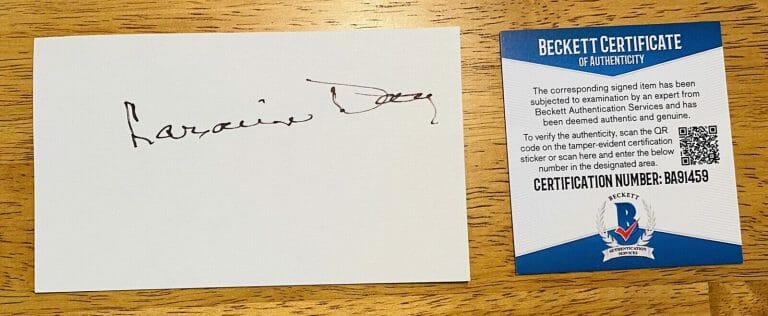 Laraine Day
BECKETT CERTIFICATE
OF AUTHENTICITY
The corresponding signed item has been
subjected to examination by an expert from
Beckett Authentication Services and has
been deemed authentic and genuine.
To verify the authenticity, scan the QR
code on the tamper-evident certification
sticker or scan here and enter the below
number in the designated area.
CERTIFICATION NUMBER: BA91459
BECKETT
B
AUTHENTICATION
SERVICES